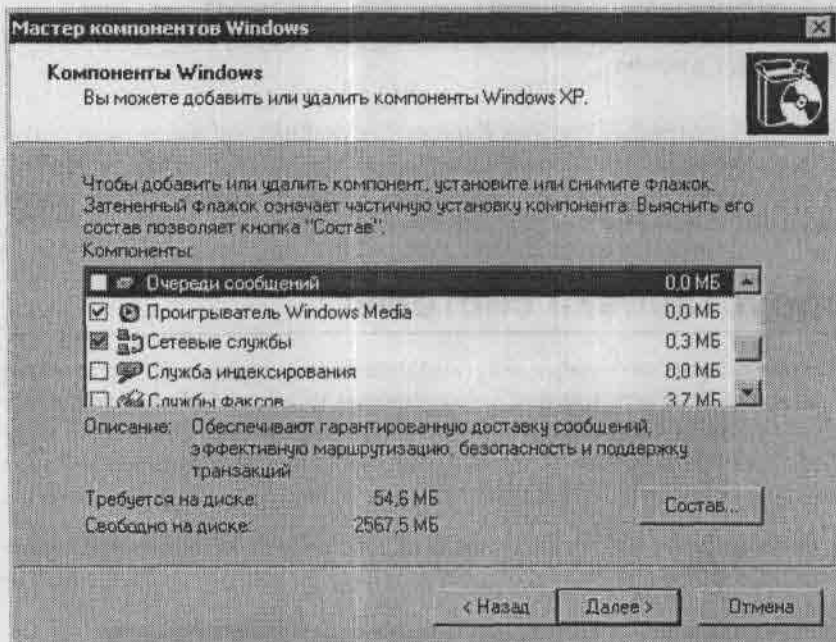 Мастер компонентов Windows
Компоненты Windows
Вы можете добавить или удалить компоненты Windows XP.
Чтобы добавить или удалить компонент, установите или снимите флажок.
Затененный флажок означает частичную установку компонента. Выяснить его
состав позволяет кнопка "Состав".
Компоненты:
Очереди сообщений 0,0 МБ
Проигрыватель Windows Media 0,0 МБ
Сетевые службы 0,3 МБ
Служба индексирования 0,0 МБ
Службы факсов 3,7 МБ
Описание: Обеспечивают гарантированную доставку сообщений,
эффективную маршрутизацию, безопасность и поддержку
транзакций
Требуется на диске: 54,6 МБ
Свободно на диске: 2567,5 МБ
Состав...
< Назад
Далее >
Отмена